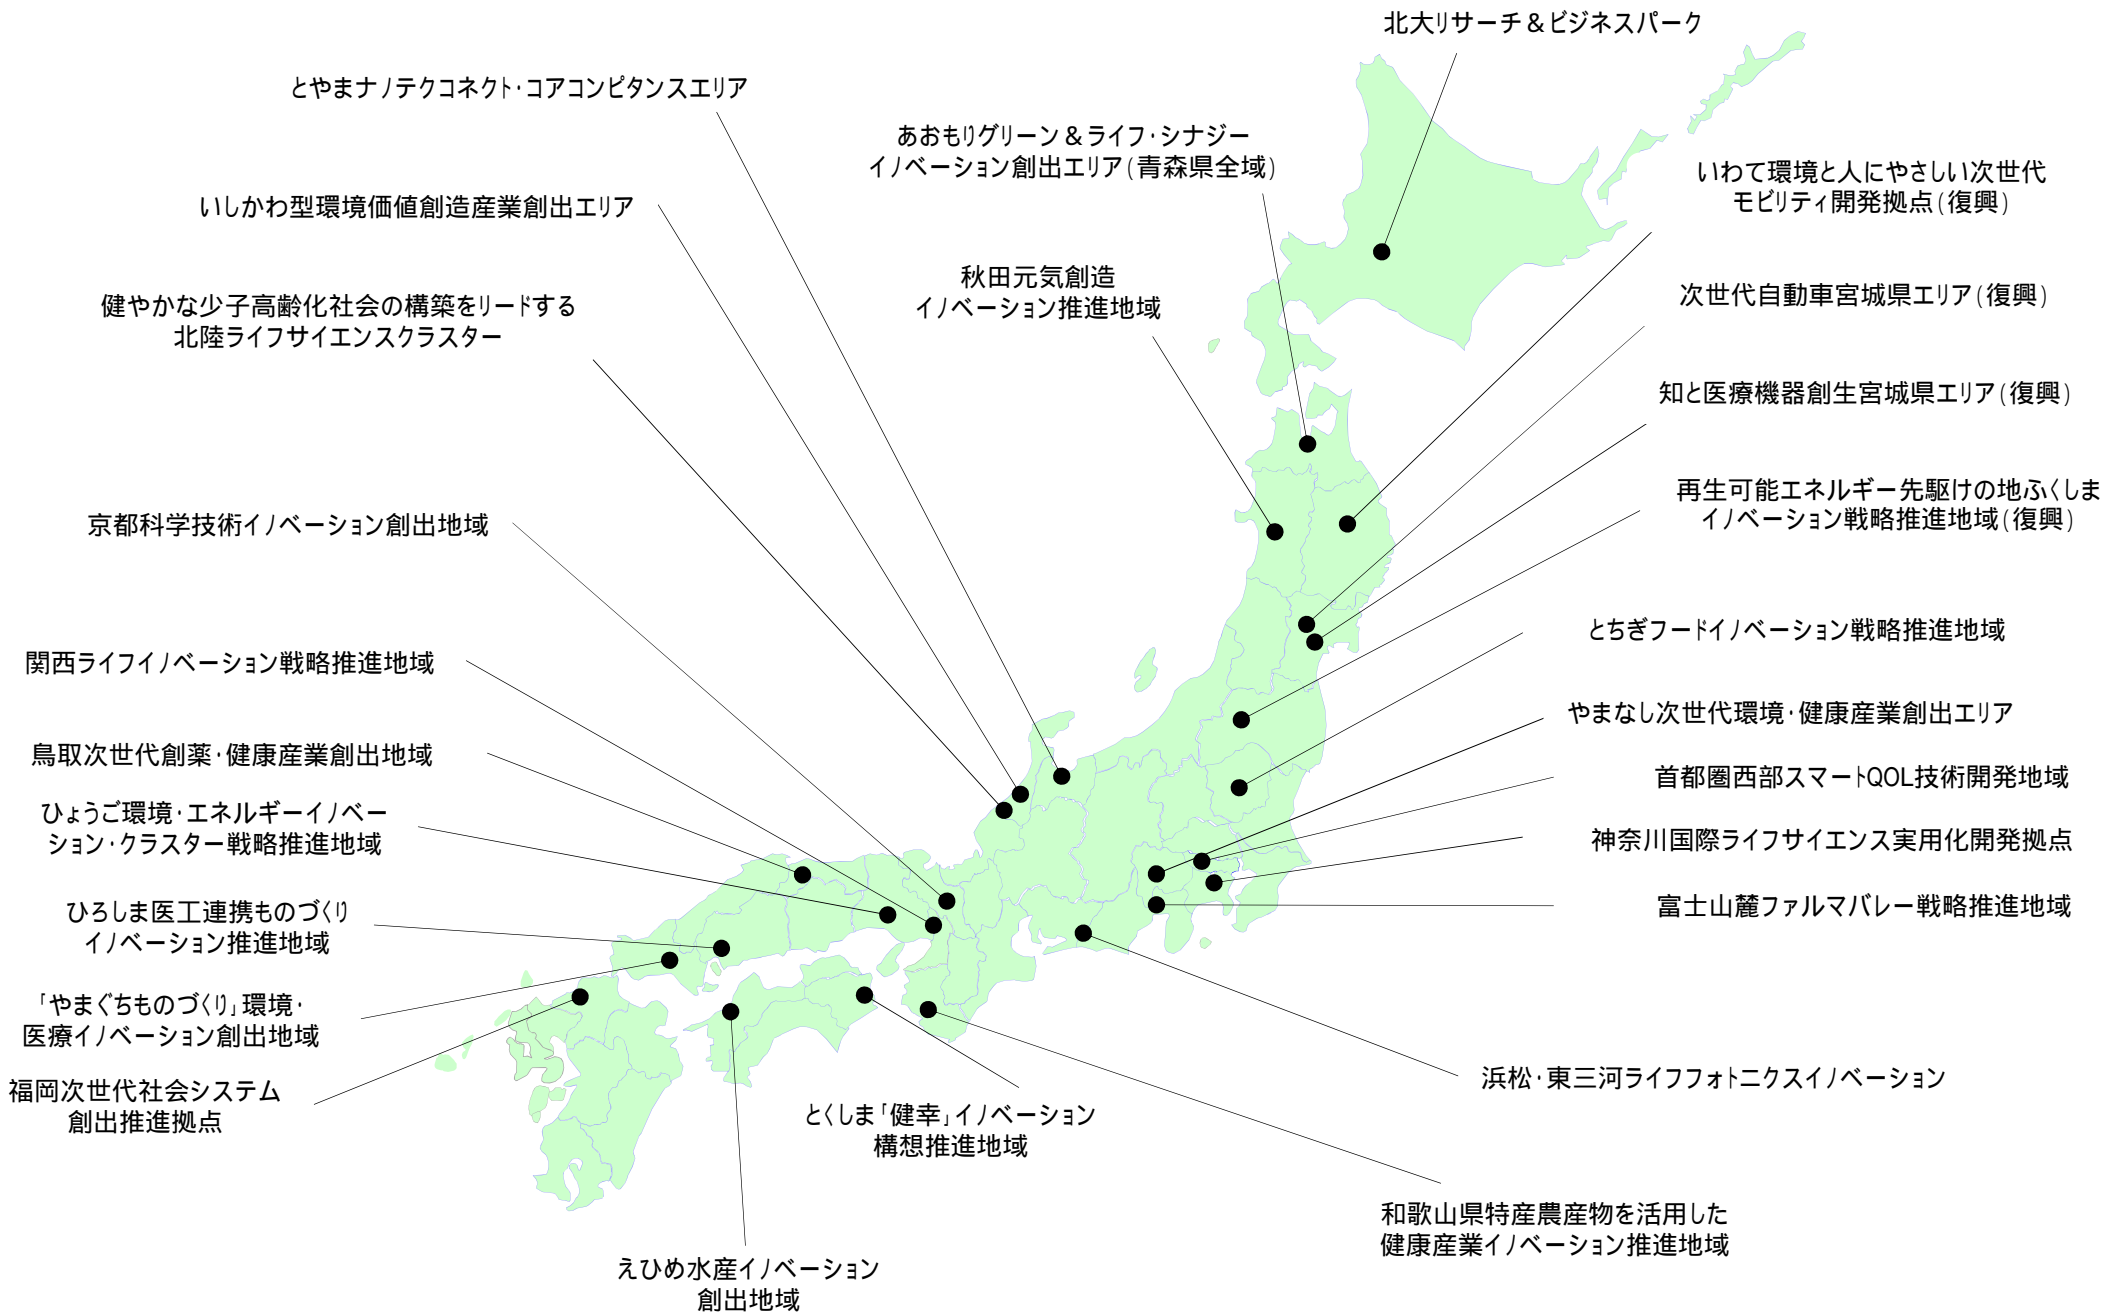 北大リサーチ＆ビジネスパーク
とやまナノテクコネクト・コアコンピタンスエリア
あおもりグリーン＆ライフ・シナジー
イノベーション創出エリア(青森県全域)
いわて環境と人にやさしい次世代
モビリティ開発拠点(復興)
いしかわ型環境価値創造産業創出エリア
秋田元気創造
イノベーション推進地域
次世代自動車宮城県エリア(復興)
健やかな少子高齢化社会の構築をリードする
北陸ライフサイエンスクラスター
知と医療機器創生宮城県エリア(復興)
再生可能エネルギー先駆けの地ふくしま
イノベーション戦略推進地域(復興)
京都科学技術イノベーション創出地域
とちぎフードイノベーション戦略推進地域
関西ライフイノベーション戦略推進地域
やまなし次世代環境・健康産業創出エリア
鳥取次世代創薬・健康産業創出地域
首都圏西部スマートQOL技術開発地域
ひょうご環境・エネルギーイノベー
ション・クラスター戦略推進地域
神奈川国際ライフサイエンス実用化開発拠点
ひろしま医工連携ものづくり
イノベーション推進地域
富士山麓ファルマバレー戦略推進地域
「やまぐちものづくり」環境・
医療イノベーション創出地域
福岡次世代社会システム
創出推進拠点
浜松・東三河ライフフォトニクスイノベーション
とくしま「健幸」イノベーション
構想推進地域
和歌山県特産農産物を活用した
健康産業イノベーション推進地域
えひめ水産イノベーション
創出地域